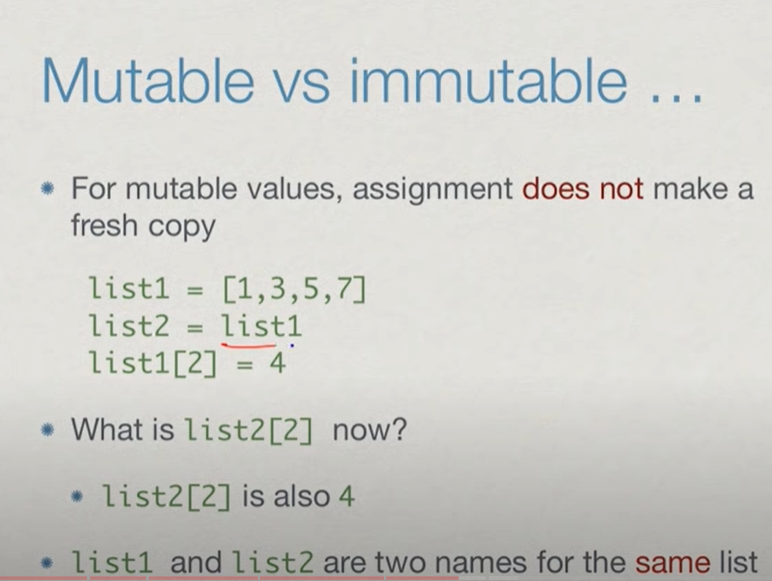 Mutable vs immutable ...
For mutable values, assignment does not make a
fresh copy
list1 = [1,3,5,7]
list2 = list1
list1[2] = 4
What is list2[2] now?
list2[2] is also 4
list1 and list2 are two names for the same list